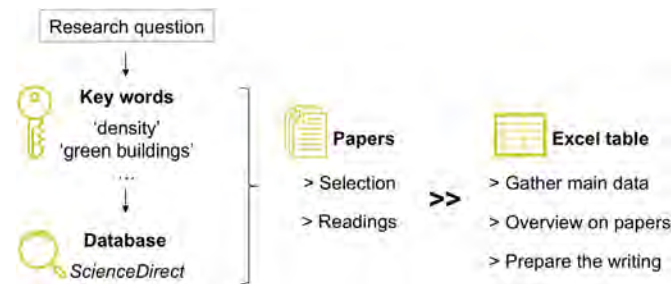 Research question
Key words
‘density’
‘green buildings’
…
Database
ScienceDirect
Papers
> Selection
> Readings
>>
Excel table
> Gather main data
> Overview on papers
> Prepare the writing